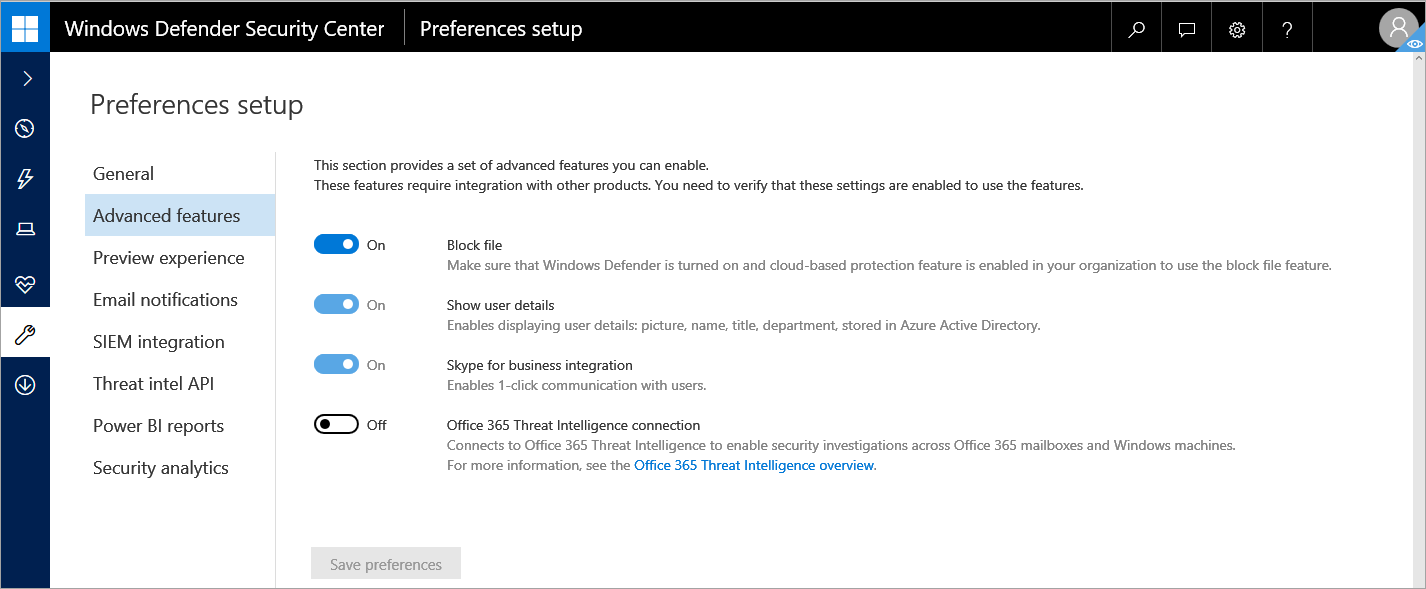 Windows Defender Security Center
Preferences setup
?
Preferences setup
General
Advanced features
Preview experience
Email notifications
SIEM integration
Threat intel API
Power BI reports
Security analytics
This section provides a set of advanced features you can enable.
These features require integration with other products. You need to verify that these settings are enabled to use the features.
On
Block file
Make sure that Windows Defender is turned on and cloud-based protection feature is enabled in your organization to use the block file feature.
On
Show user details
Enables displaying user details: picture, name, title, department, stored in Azure Active Directory.
On
Skype for business integration
Enables 1-click communication with users.
Off
Office 365 Threat Intelligence connection
Connects to Office 365 Threat Intelligence to enable security investigations across Office 365 mailboxes and Windows machines.
For more information, see the Office 365 Threat Intelligence overview.
Save preferences